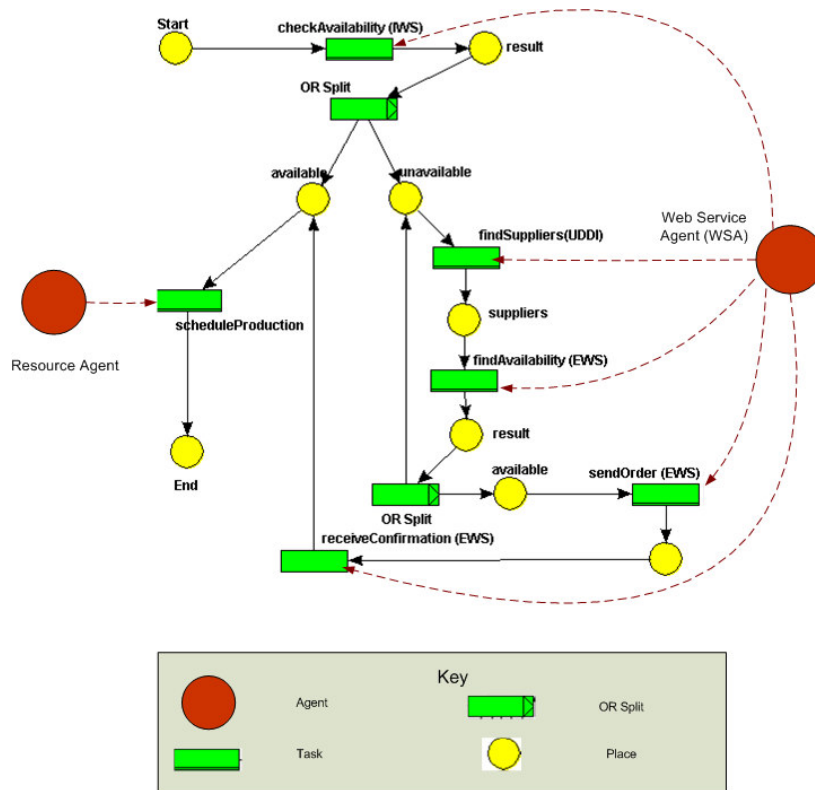 Start
checkAvailability (IWS)
result
OR Split
available
unavailable
findSuppliers(UDDI)
Web Service
Agent (WSA)
suppliers
scheduleProduction
Resource Agent
findAvailability (EWS)
result
available
sendOrder (EWS)
End
OR Split
receiveConfirmation (EWS)
Key
Agent
OR Split
Task
Place